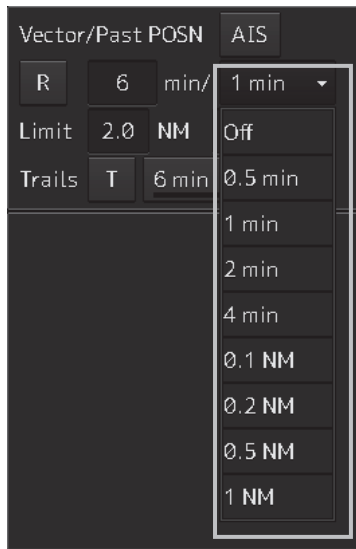 Vector/Past POSN AIS
R 6 min/ 1 min
Limit 2.0 NM
Trails T 6 min
Off
0.5 min
1 min
2 min
4 min
0.1 NM
0.2 NM
0.5 NM
1 NM